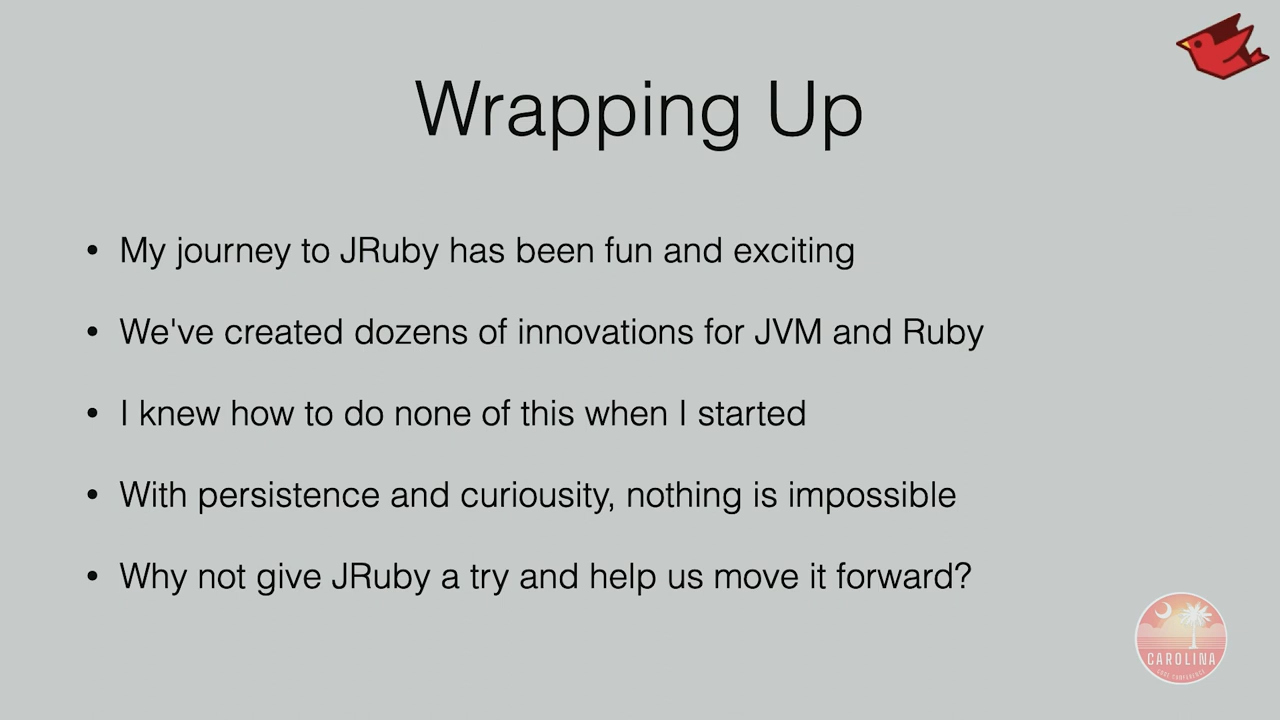 Wrapping Up
• My journey to JRuby has been fun and exciting
• We've created dozens of innovations for JVM and Ruby
• I knew how to do none of this when I started
• With persistence and curiousity, nothing is impossible
• Why not give JRuby a try and help us move it forward?
CAROLINA
CODE CONFERENCE